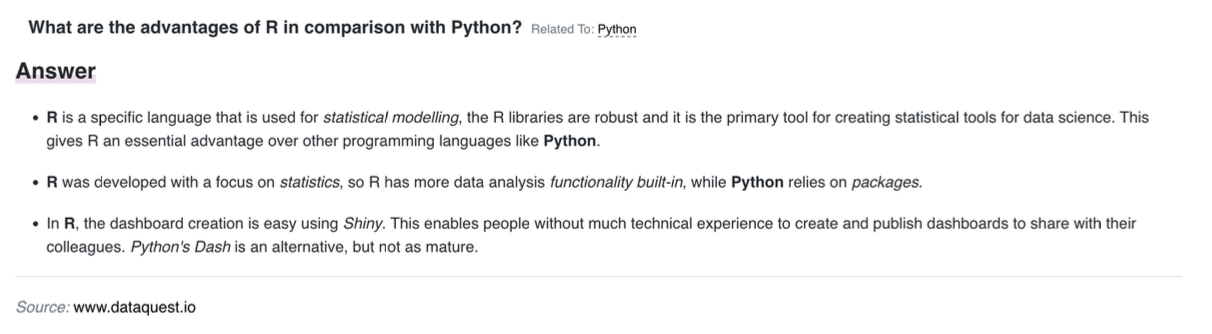 What are the advantages of R in comparison with Python? Related To: Python
Answer
• R is a specific language that is used for statistical modelling, the R libraries are robust and it is the primary tool for creating statistical tools for data science. This
gives R an essential advantage over other programming languages like Python.
• R was developed with a focus on statistics, so R has more data analysis functionality built-in, while Python relies on packages.
• In R, the dashboard creation is easy using Shiny. This enables people without much technical experience to create and publish dashboards to share with their
colleagues. Python's Dash is an alternative, but not as mature.
Source: www.dataquest.io